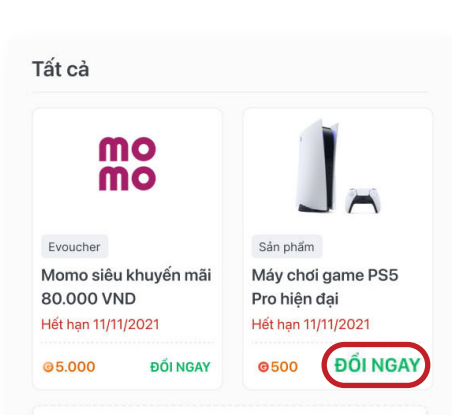 Tất cả
mo
mo
Evoucher
Momo siêu khuyến mãi
80.000 VND
Hết hạn 11/11/2021
G 5.000
ĐỔI NGAY
Sản phẩm
Máy chơi game PS5
Pro hiện đại
Hết hạn 11/11/2021
G 500
ĐỔI NGAY